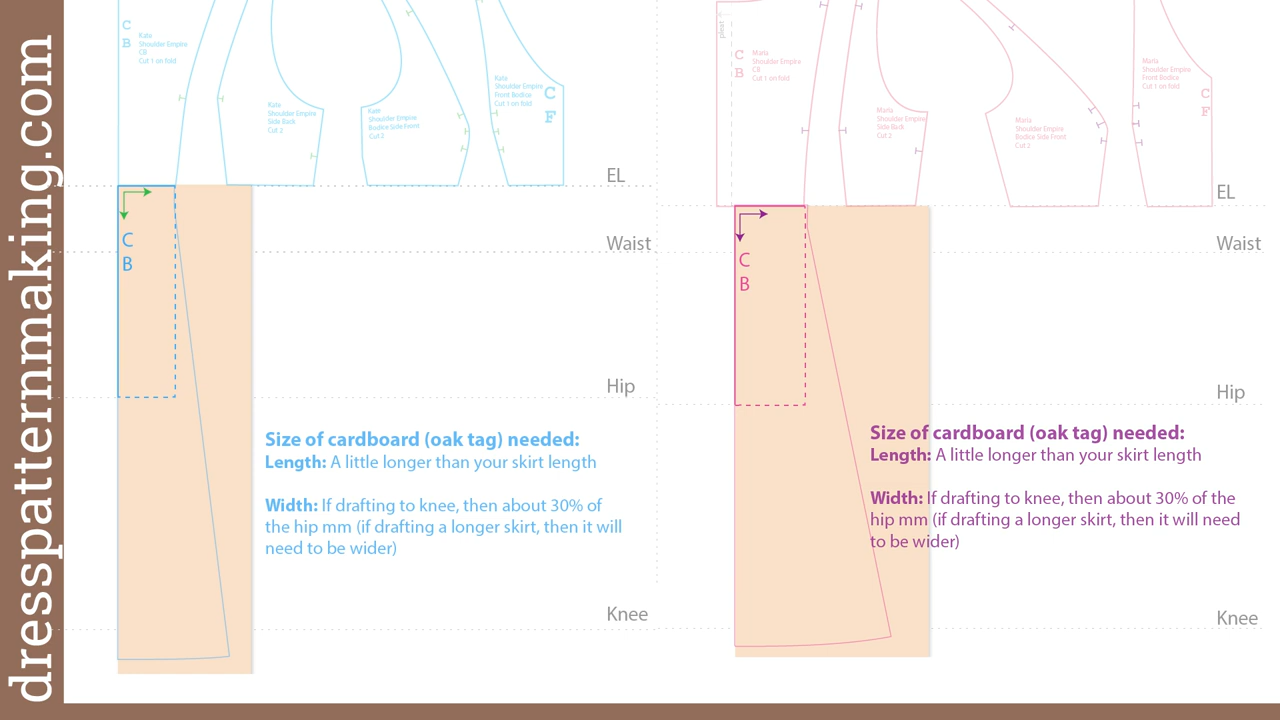 dresspatternmaking.com
C
B
Kate
Shoulder Empire
CB
Cut 1 on fold
Kate
Shoulder Empire
Side Back
Cut 2
Kate
Shoulder Empire
Bodice Side Front
Cut 2
Kate
Shoulder Empire
Front Bodice
Cut 1 on fold
C
F
EL
Waist
Hip
Knee
C
B
Size of cardboard (oak tag) needed:
Length: A little longer than your skirt length
Width: If drafting to knee, then about 30% of
the hip mm (if drafting a longer skirt, then it will
need to be wider)
pleat
C
B
Marla
Shoulder Empire
CB
Cut 1 on fold
Marla
Shoulder Empire
Side Back
Cut 2
Marla
Shoulder Empire
Bodice Side Front
Cut 2
Marla
Shoulder Empire
Front Bodice
Cut 1 on fold
C
F
EL
Waist
Hip
Knee
C
B
Size of cardboard (oak tag) needed:
Length: A little longer than your skirt length
Width: If drafting to knee, then about 30% of the
hip mm (if drafting a longer skirt, then it will need
to be wider)